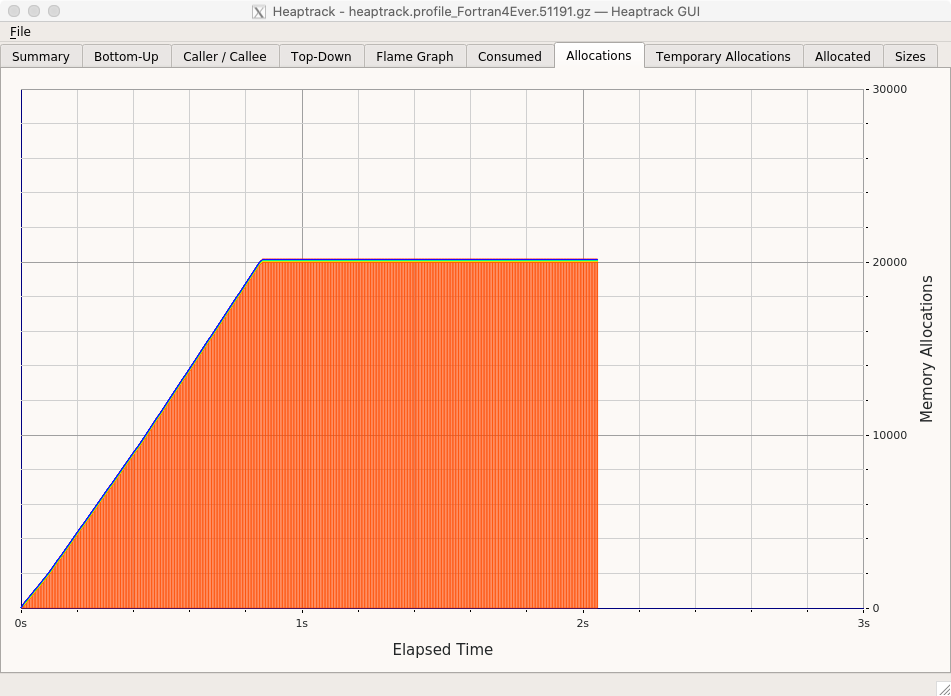 Heaptrack - heaptrack.profile_Fortran4Ever.51191.gz — Heaptrack GUI
File
Summary Bottom-Up Caller / Callee Top-Down Flame Graph Consumed Allocations Temporary Allocations Allocated Sizes
30000
20000
Memory Allocations
10000
0
0s 1s 2s 3s
Elapsed Time